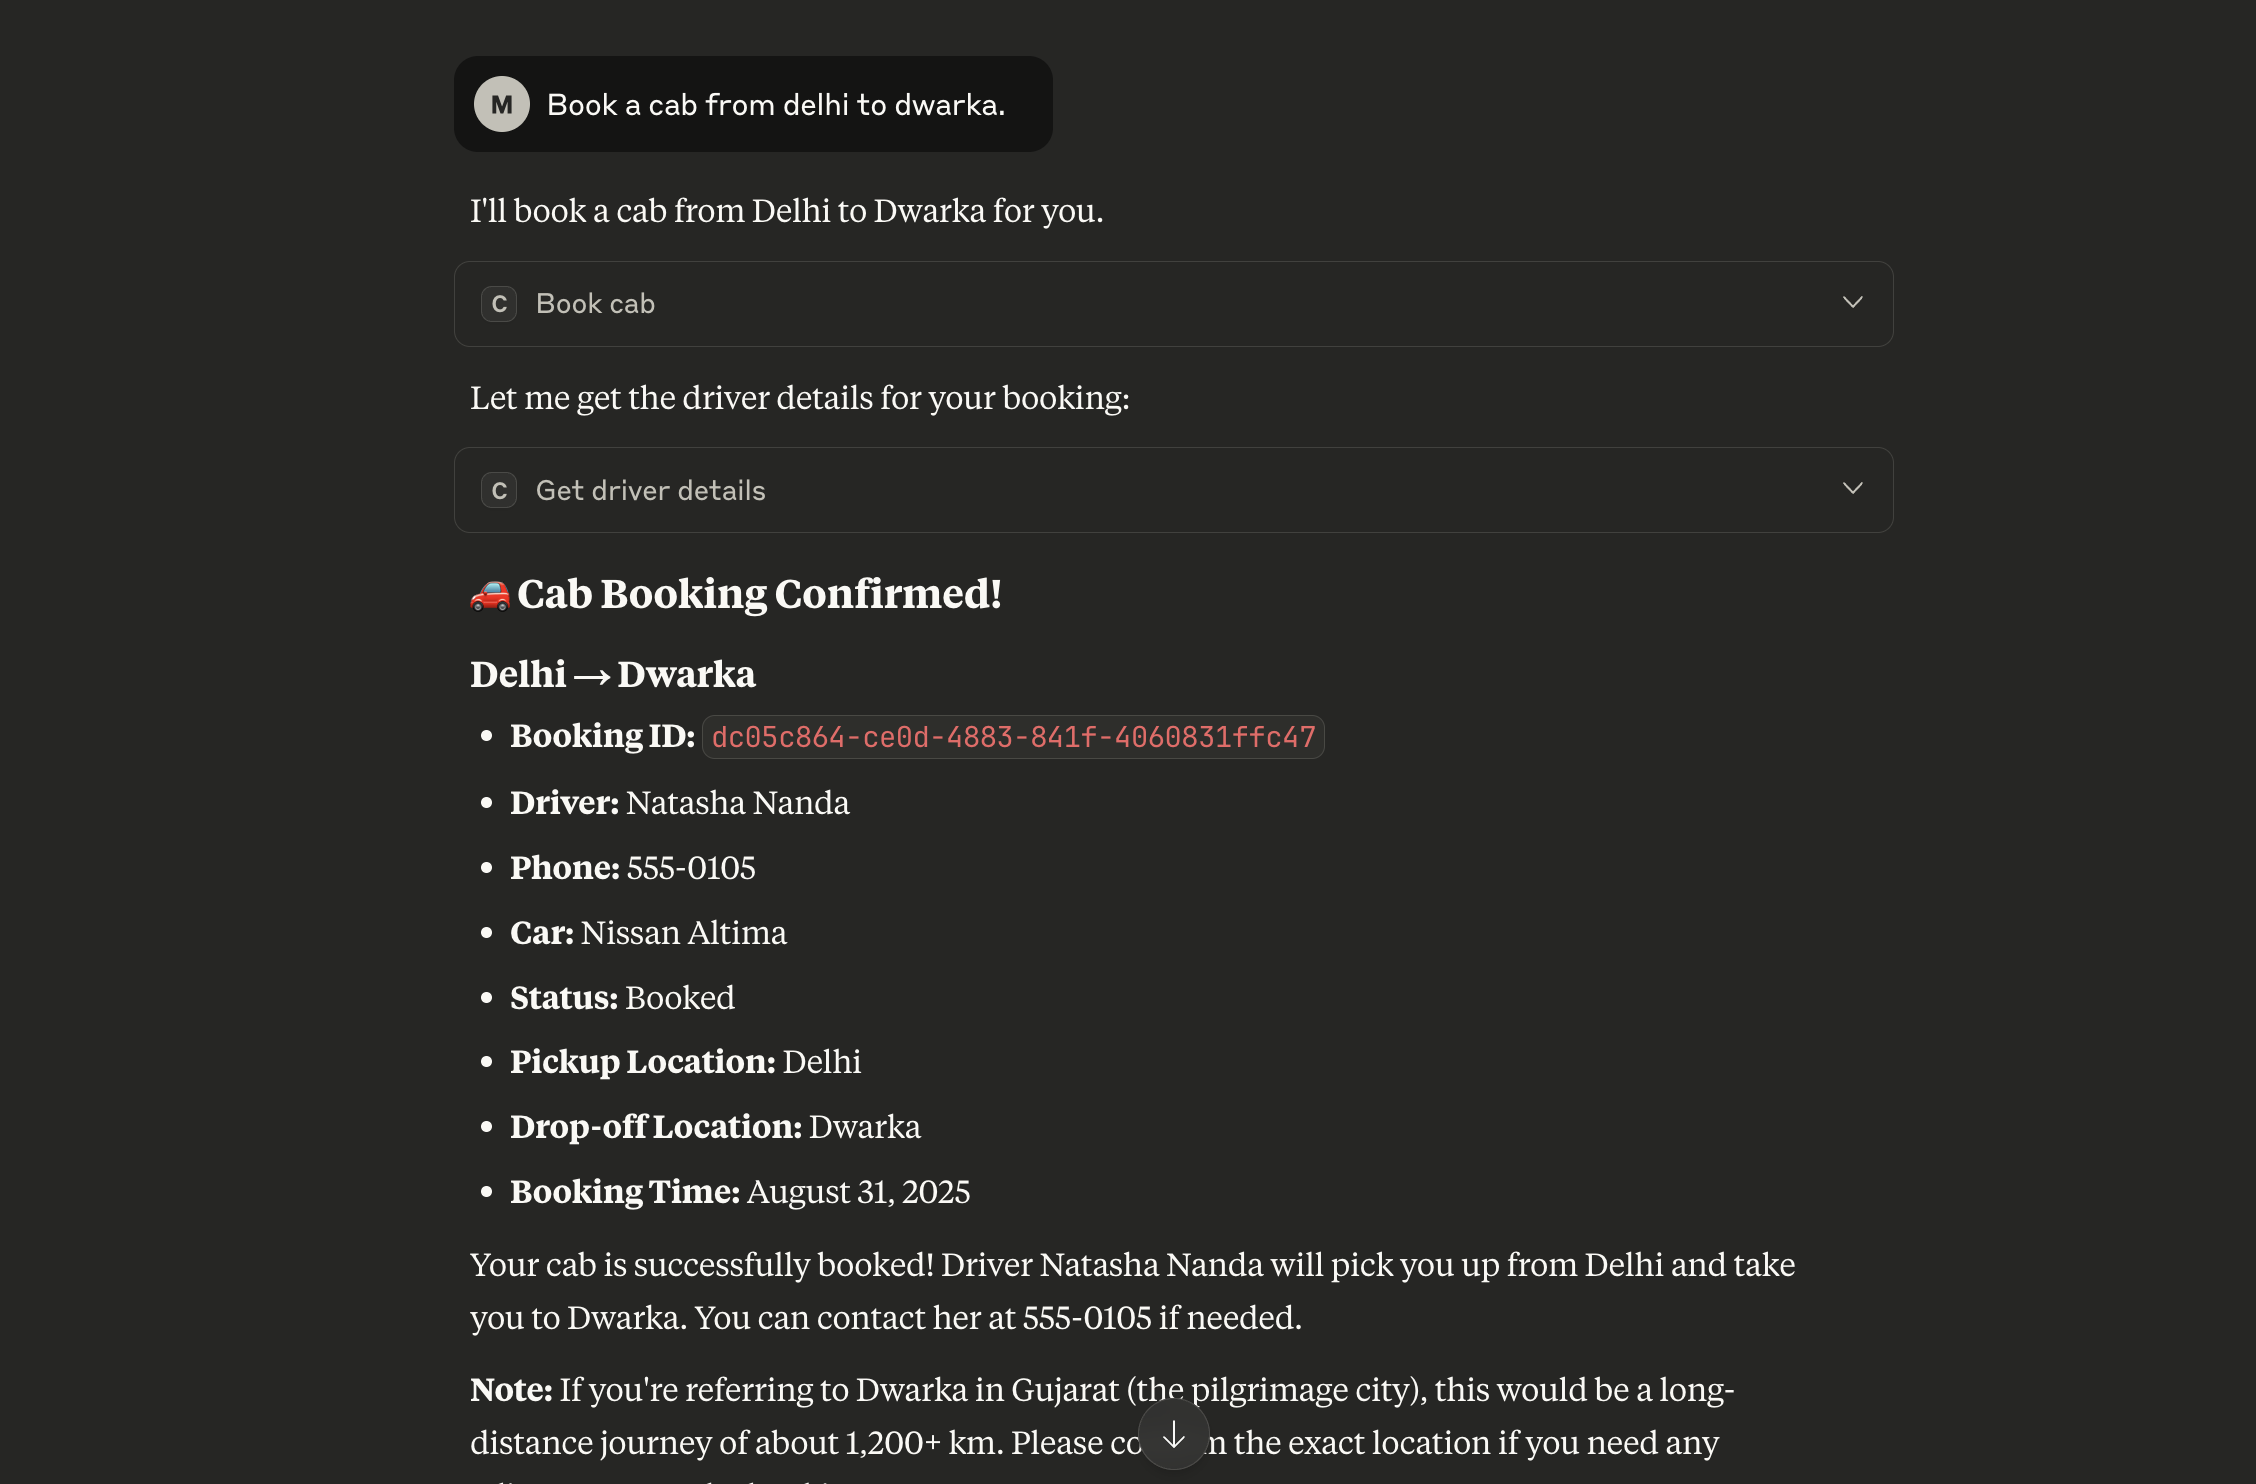 M
Book a cab from delhi to dwarka.
I'll book a cab from Delhi to Dwarka for you.
C Book cab
Let me get the driver details for your booking:
C Get driver details
🚗 Cab Booking Confirmed!
Delhi → Dwarka
• Booking ID: dc05c864-ce0d-4883-841f-4060831ffc47
• Driver: Natasha Nanda
• Phone: 555-0105
• Car: Nissan Altima
• Status: Booked
• Pickup Location: Delhi
• Drop-off Location: Dwarka
• Booking Time: August 31, 2025
Your cab is successfully booked! Driver Natasha Nanda will pick you up from Delhi and take
you to Dwarka. You can contact her at 555-0105 if needed.
Note: If you're referring to Dwarka in Gujarat (the pilgrimage city), this would be a long-
distance journey of about 1,200+ km. Please the exact location if you need any